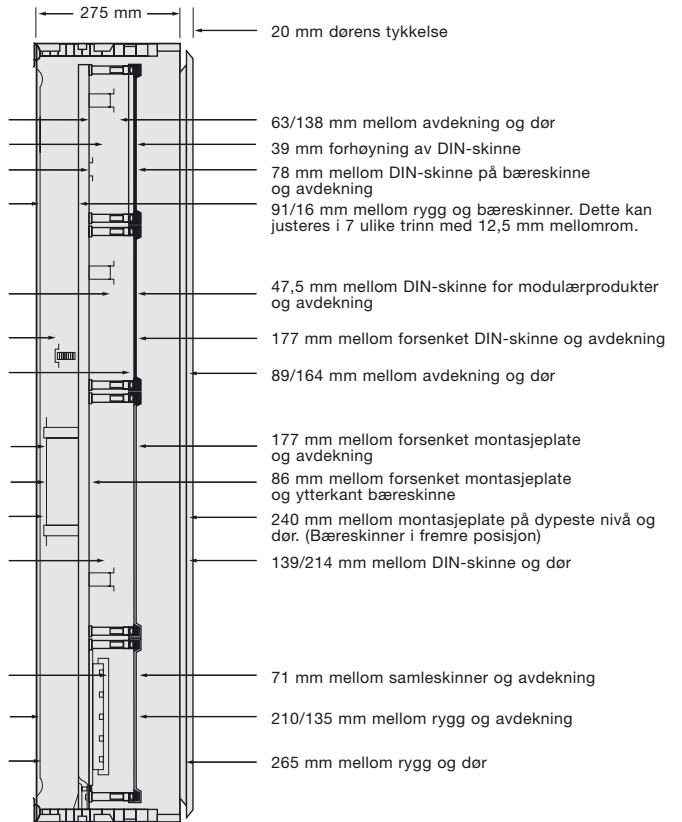 275 mm
20 mm dørens tykkelse
63/138 mm mellom avdekning og dør
39 mm forhøyning av DIN-skinne
78 mm mellom DIN-skinne på bæreskinne
og avdekning
91/16 mm mellom rygg og bæreskinner. Dette kan
justeres i 7 ulike trinn med 12,5 mm mellomrom.
47,5 mm mellom DIN-skinne for modulærprodukter
og avdekning
177 mm mellom forsenket DIN-skinne og avdekning
89/164 mm mellom avdekning og dør
177 mm mellom forsenket montasjeplate
og avdekning
86 mm mellom forsenket montasjeplate
og ytterkant bæreskinne
240 mm mellom montasjeplate på dypeste nivå og
dør. (Bæreskinner i fremre posisjon)
139/214 mm mellom DIN-skinne og dør
71 mm mellom samleskinner og avdekning
210/135 mm mellom rygg og avdekning
265 mm mellom rygg og dør